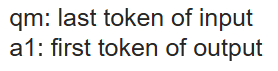 qm: last token of input
a1: first token of output